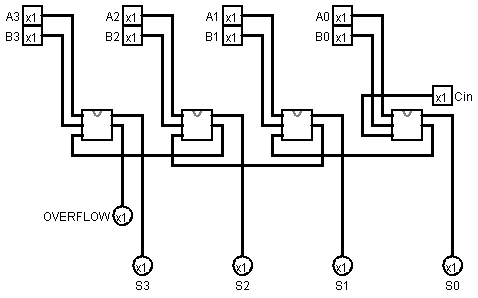 A3 x1 A2 x1 A1 x1 A0 x1
B3 x1 B2 x1 B1 x1 B0 x1
x1 Cin
OVERFLOW x1
x1 x1 x1 x1
S3 S2 S1 S0